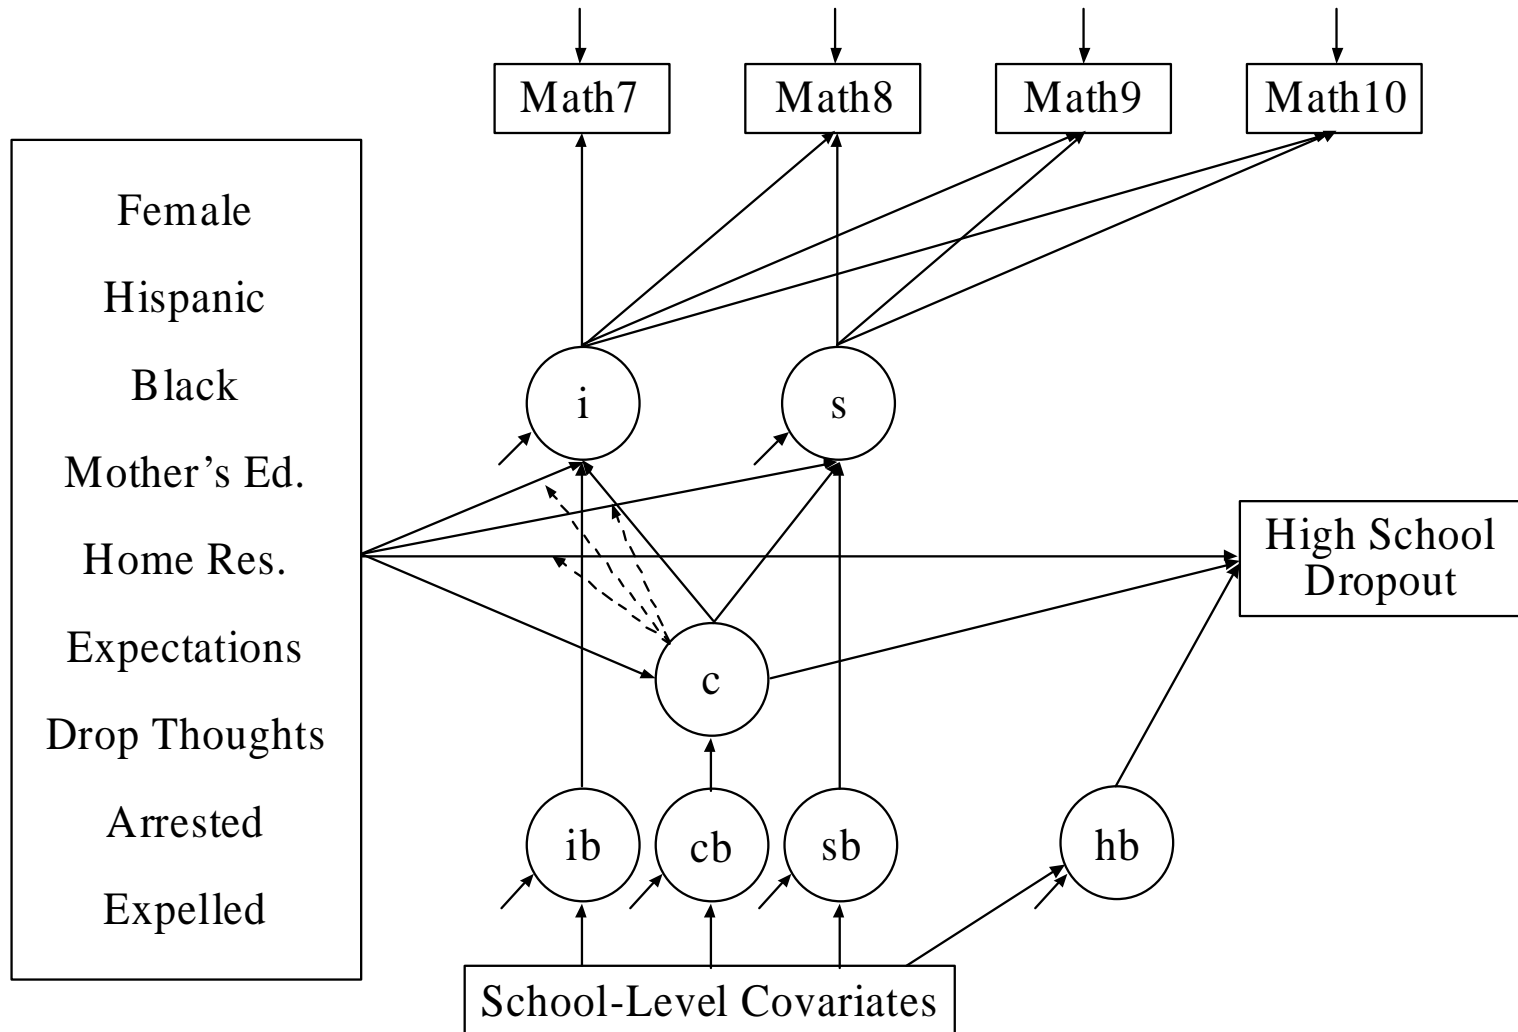 Math7
Math8
Math9
Math10
Female
Hispanic
Black
Mother’s Ed.
Home Res.
Expectations
Drop Thoughts
Arrested
Expelled
i
s
High School
Dropout
c
ib
cb
sb
hb
School-Level Covariates